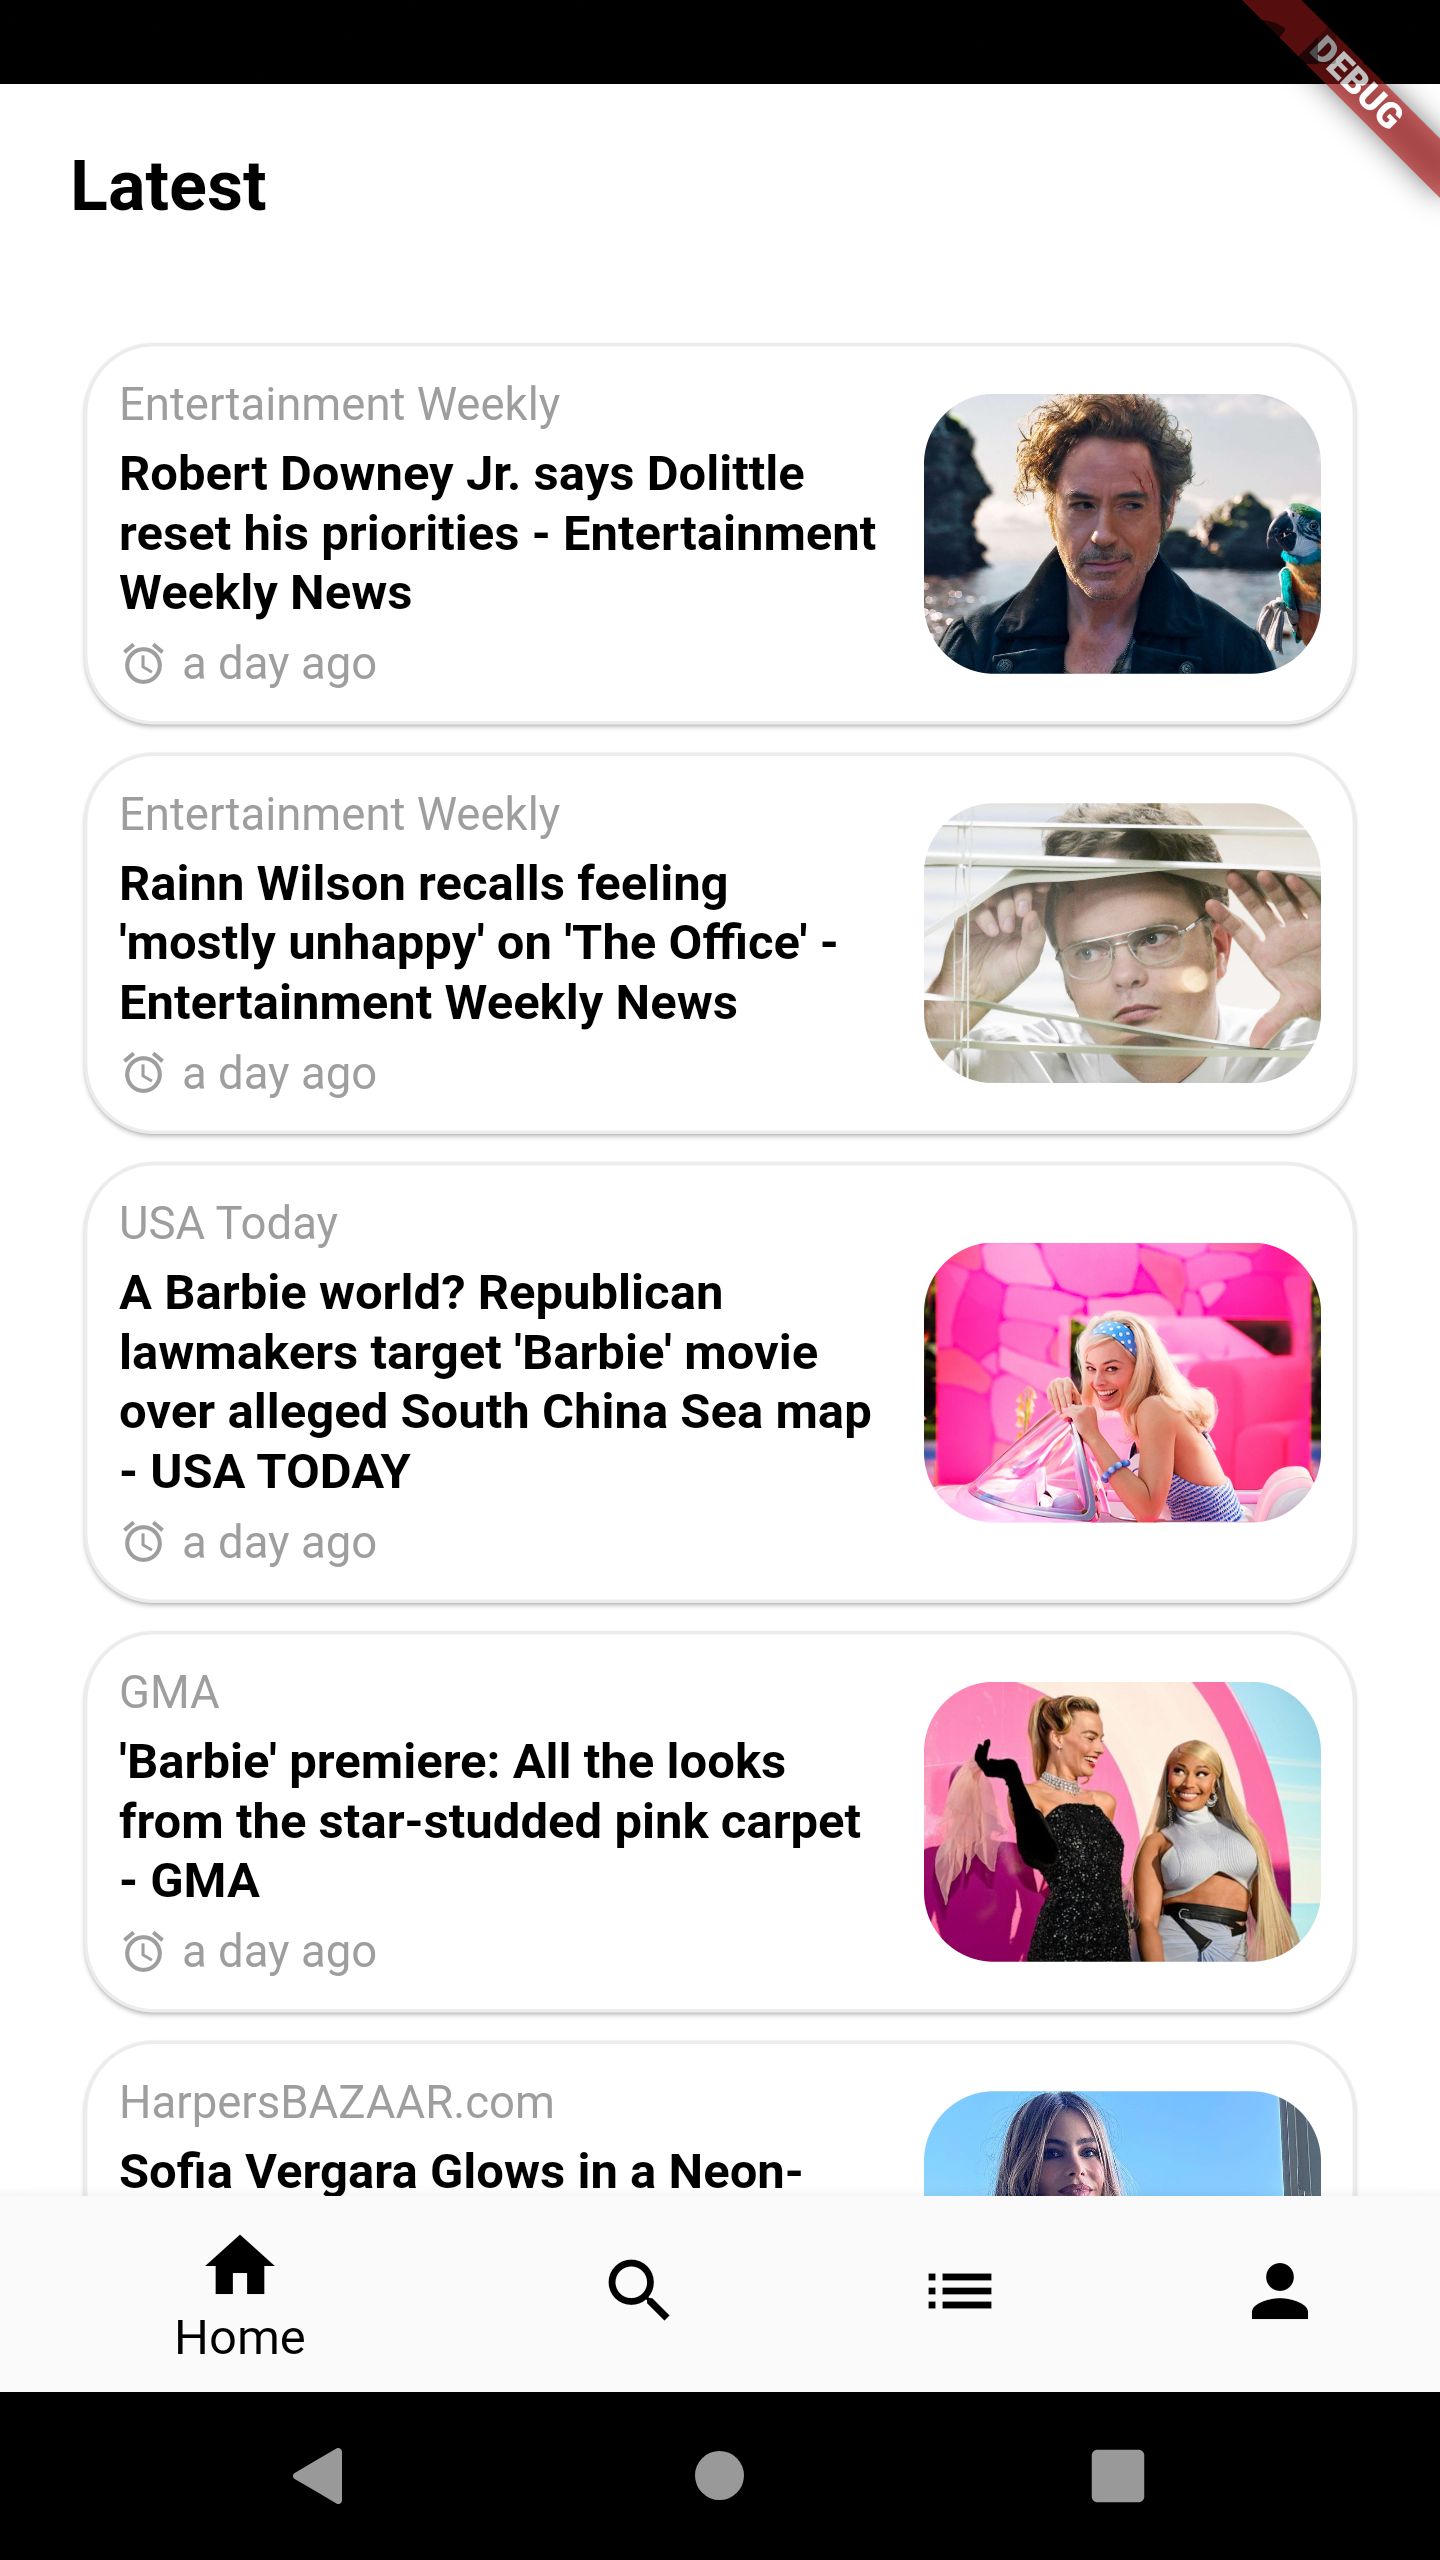 DEBUG
Latest
Entertainment Weekly
Robert Downey Jr. says Dolittle
reset his priorities - Entertainment
Weekly News
a day ago
Entertainment Weekly
Rainn Wilson recalls feeling
'mostly unhappy' on 'The Office' -
Entertainment Weekly News
a day ago
USA Today
A Barbie world? Republican
lawmakers target 'Barbie' movie
over alleged South China Sea map
- USA TODAY
a day ago
GMA
'Barbie' premiere: All the looks
from the star-studded pink carpet
- GMA
a day ago
HarpersBAZAAR.com
Sofia Vergara Glows in a Neon-
Home